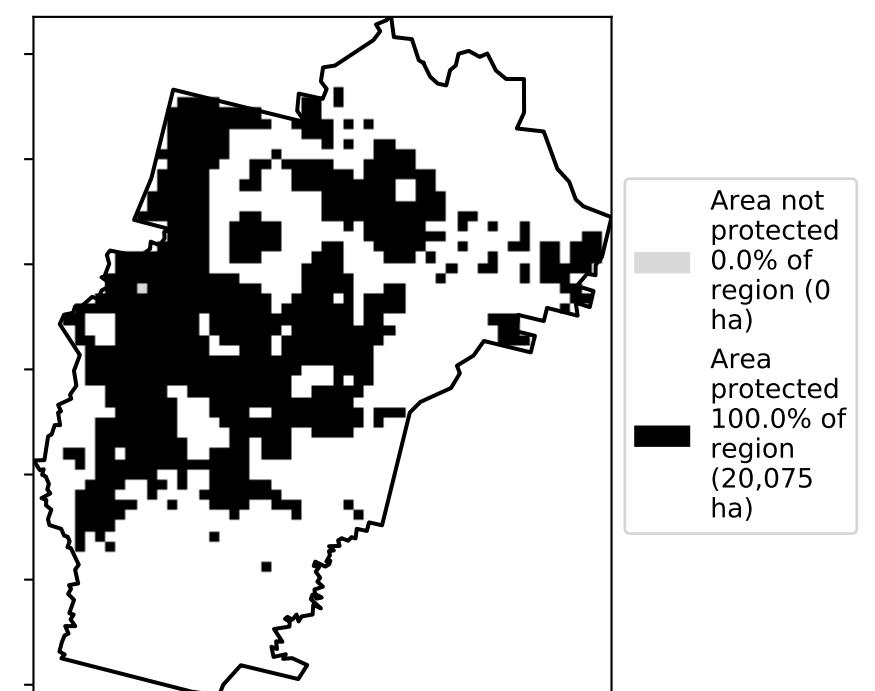 Area not
protected
0.0% of
region (0
ha)
Area
protected
100.0% of
region
(20,075
ha)